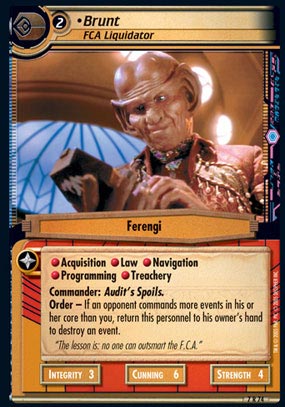 2
•Brunt
FCA Liquidator
Ferengi
•Acquisition •Law •Navigation
•Programming •Treachery
Commander: Audit's Spoils.
Order – If an opponent commands more events in his or
her core than you, return this personnel to his owner's hand
to destroy an event.
"The lesson is: no one can outsmart the F.C.A."
INTEGRITY 3 CUNNING 6 STRENGTH 4
7 R 74